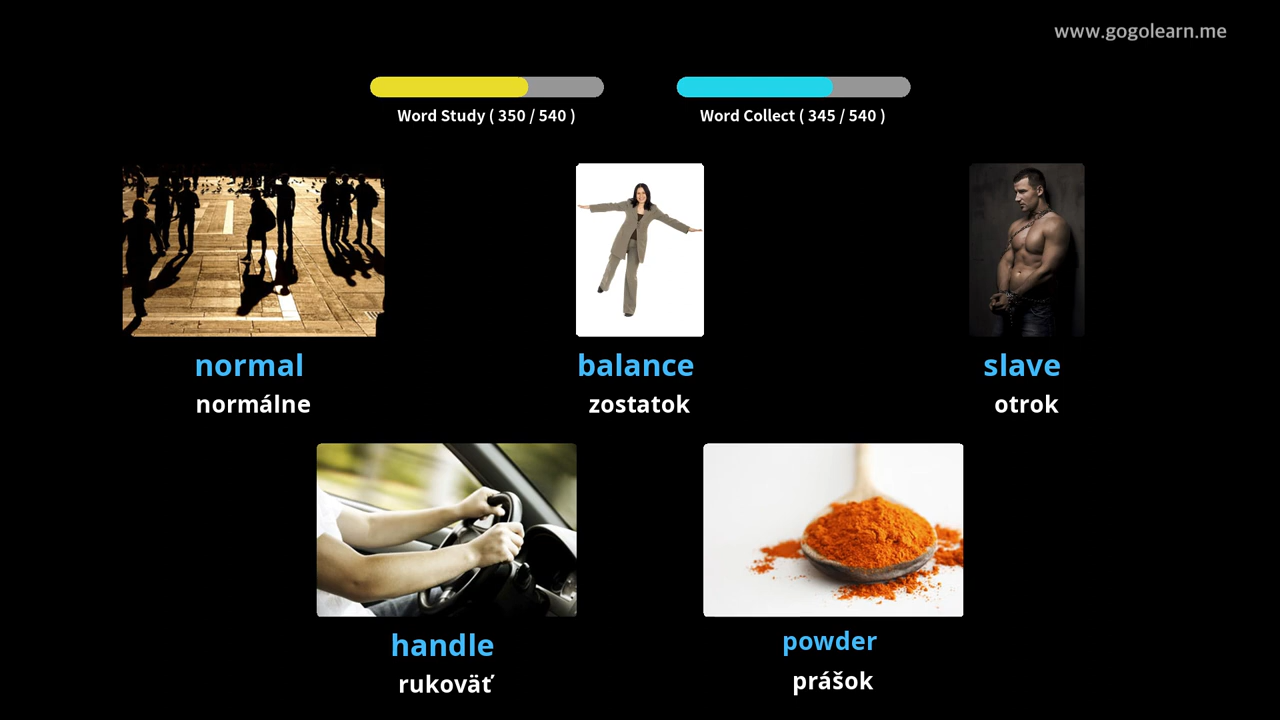 www.gogolearn.me
Word Study ( 350 / 540 )
Word Collect ( 345 / 540 )
normal
normálne
balance
zostatok
slave
otrok
handle
rukoväť
powder
prášok